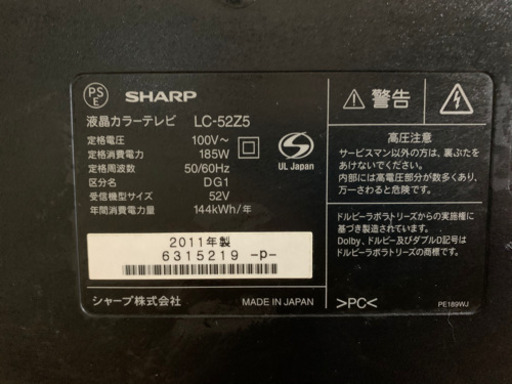 PS
E
SHARP
液晶カラーテレビ LC-52Z5
定格電圧 100V～
定格消費電力 185W
定格周波数 50/60Hz
区分名 DG1
受信機型サイズ 52V
年間消費電力量 144kWh/年
S
UL Japan
2011年製
6315219 -p-
シャープ株式会社
MADE IN JAPAN
警告
高圧注意
サービスマン以外の方は、裏ぶたを
あけないでください。
内部には高電圧部分が数多くあり、
万一さわると危険です。
ドルビーラボラトリーズからの実施権に
基づき製造されています。
Dolby、ドルビー及びダブルD記号は
ドルビーラボラトリーズの商標です。
>PC<
PE189WJ